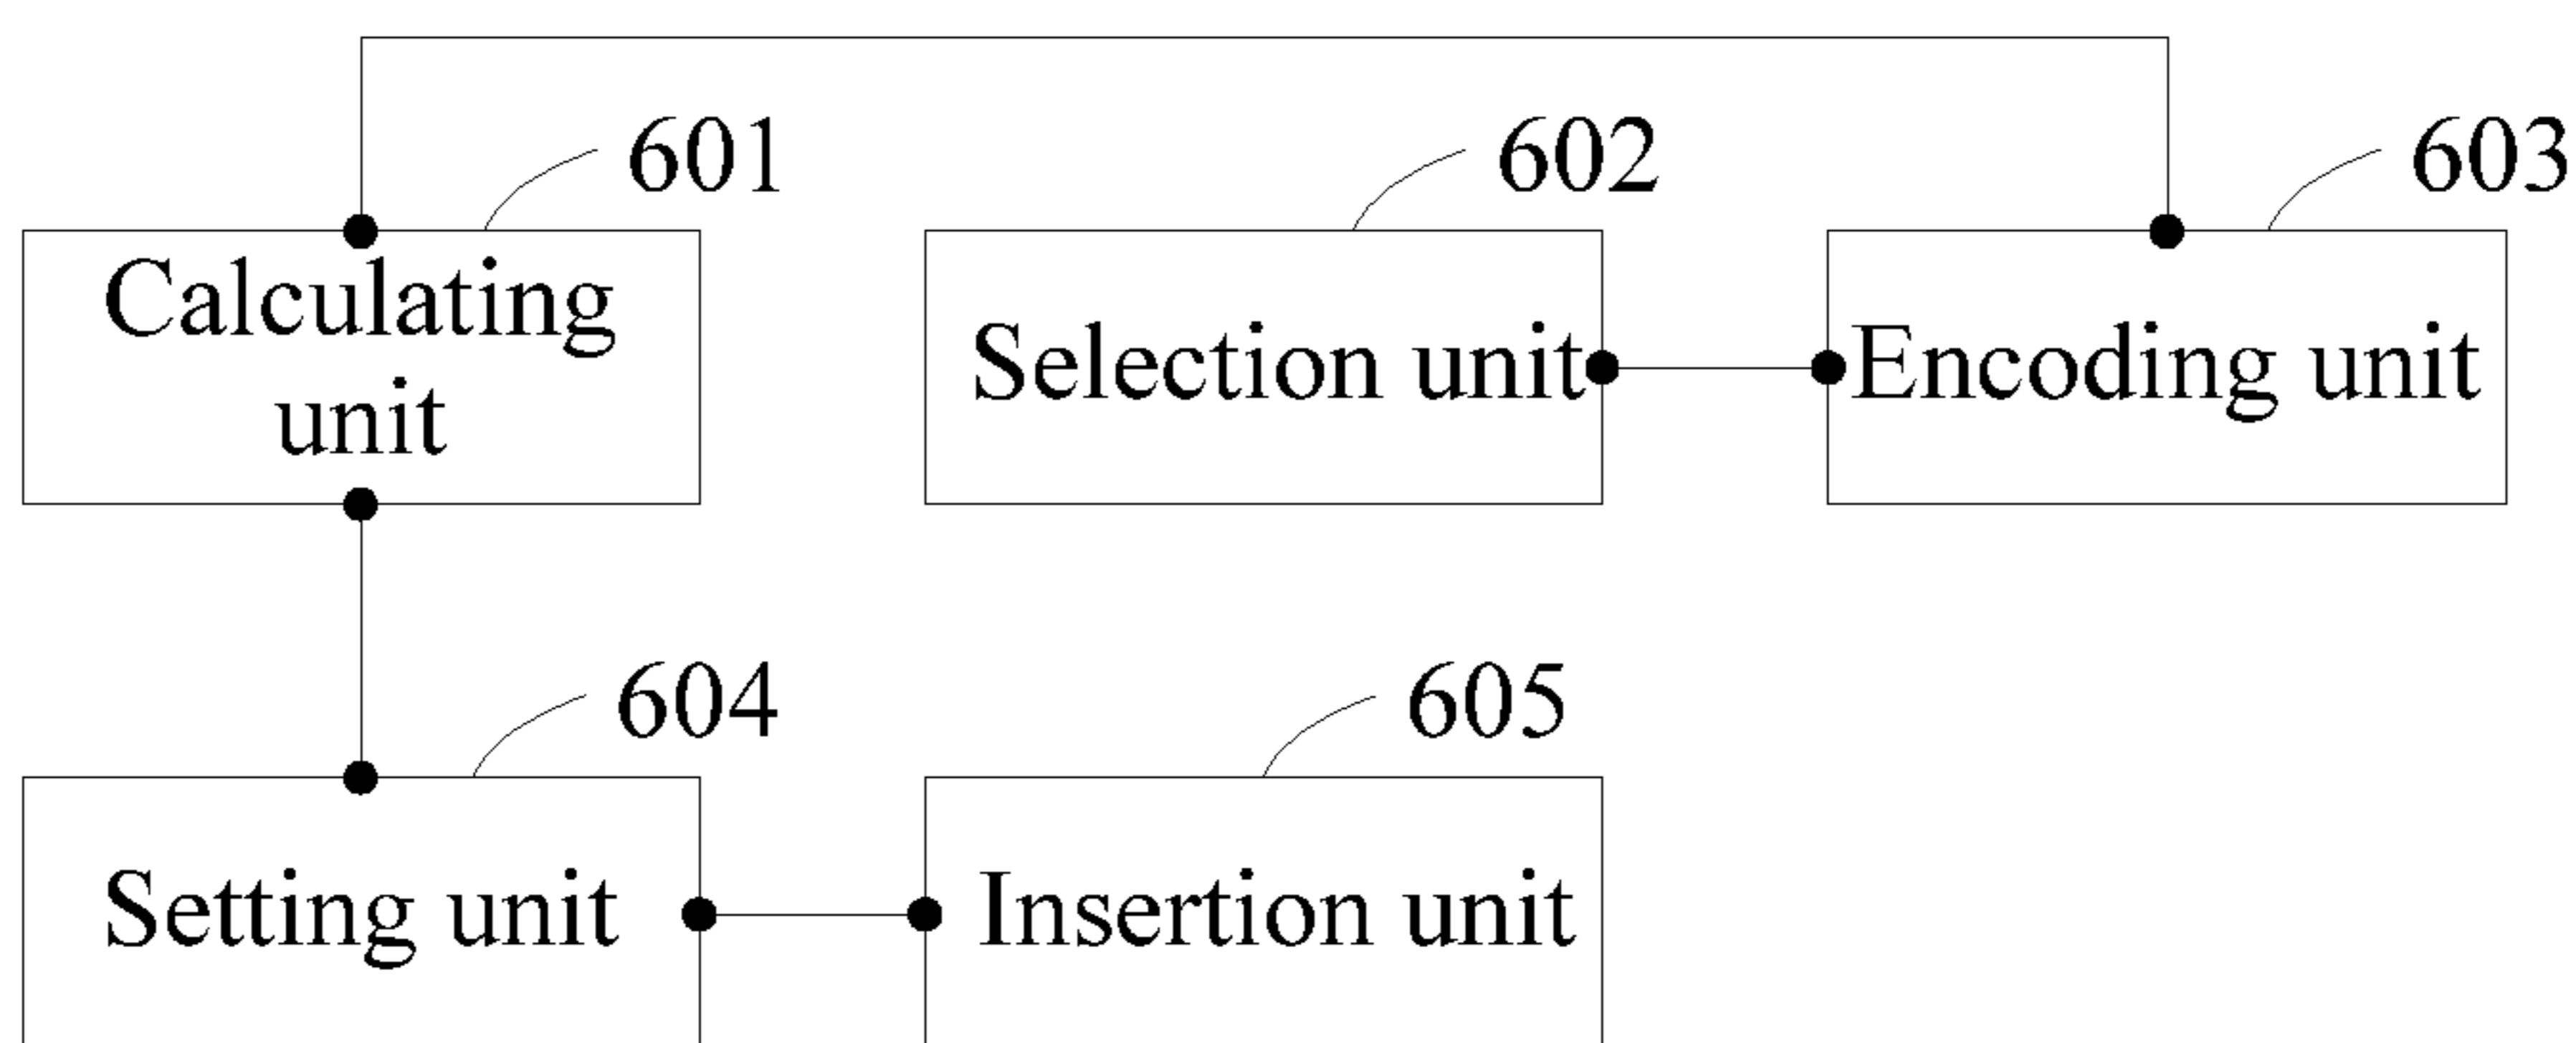 601
602
603
Calculating
unit
Selection unit
Encoding unit
604
605
Setting unit
Insertion unit